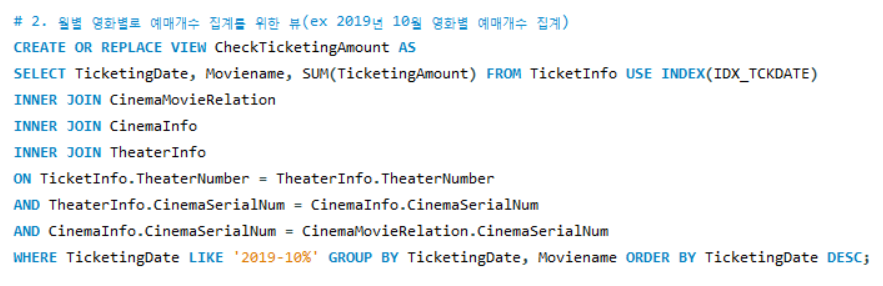 # 2. 월별 영화별로 예매개수 집계를 위한 뷰(ex 2019년 10월 영화별 예매개수 집계)
CREATE OR REPLACE VIEW CheckTicketingAmount AS
SELECT TicketingDate, Moviename, SUM(TicketingAmount) FROM TicketInfo USE INDEX(IDX_TCKDATE)
INNER JOIN CinemaMovieRelation
INNER JOIN CinemaInfo
INNER JOIN TheaterInfo
ON TicketInfo.TheaterNumber = TheaterInfo.TheaterNumber
AND TheaterInfo.CinemaSerialNum = CinemaInfo.CinemaSerialNum
AND CinemaInfo.CinemaSerialNum = CinemaMovieRelation.CinemaSerialNum
WHERE TicketingDate LIKE '2019-10%' GROUP BY TicketingDate, Moviename ORDER BY TicketingDate DESC;